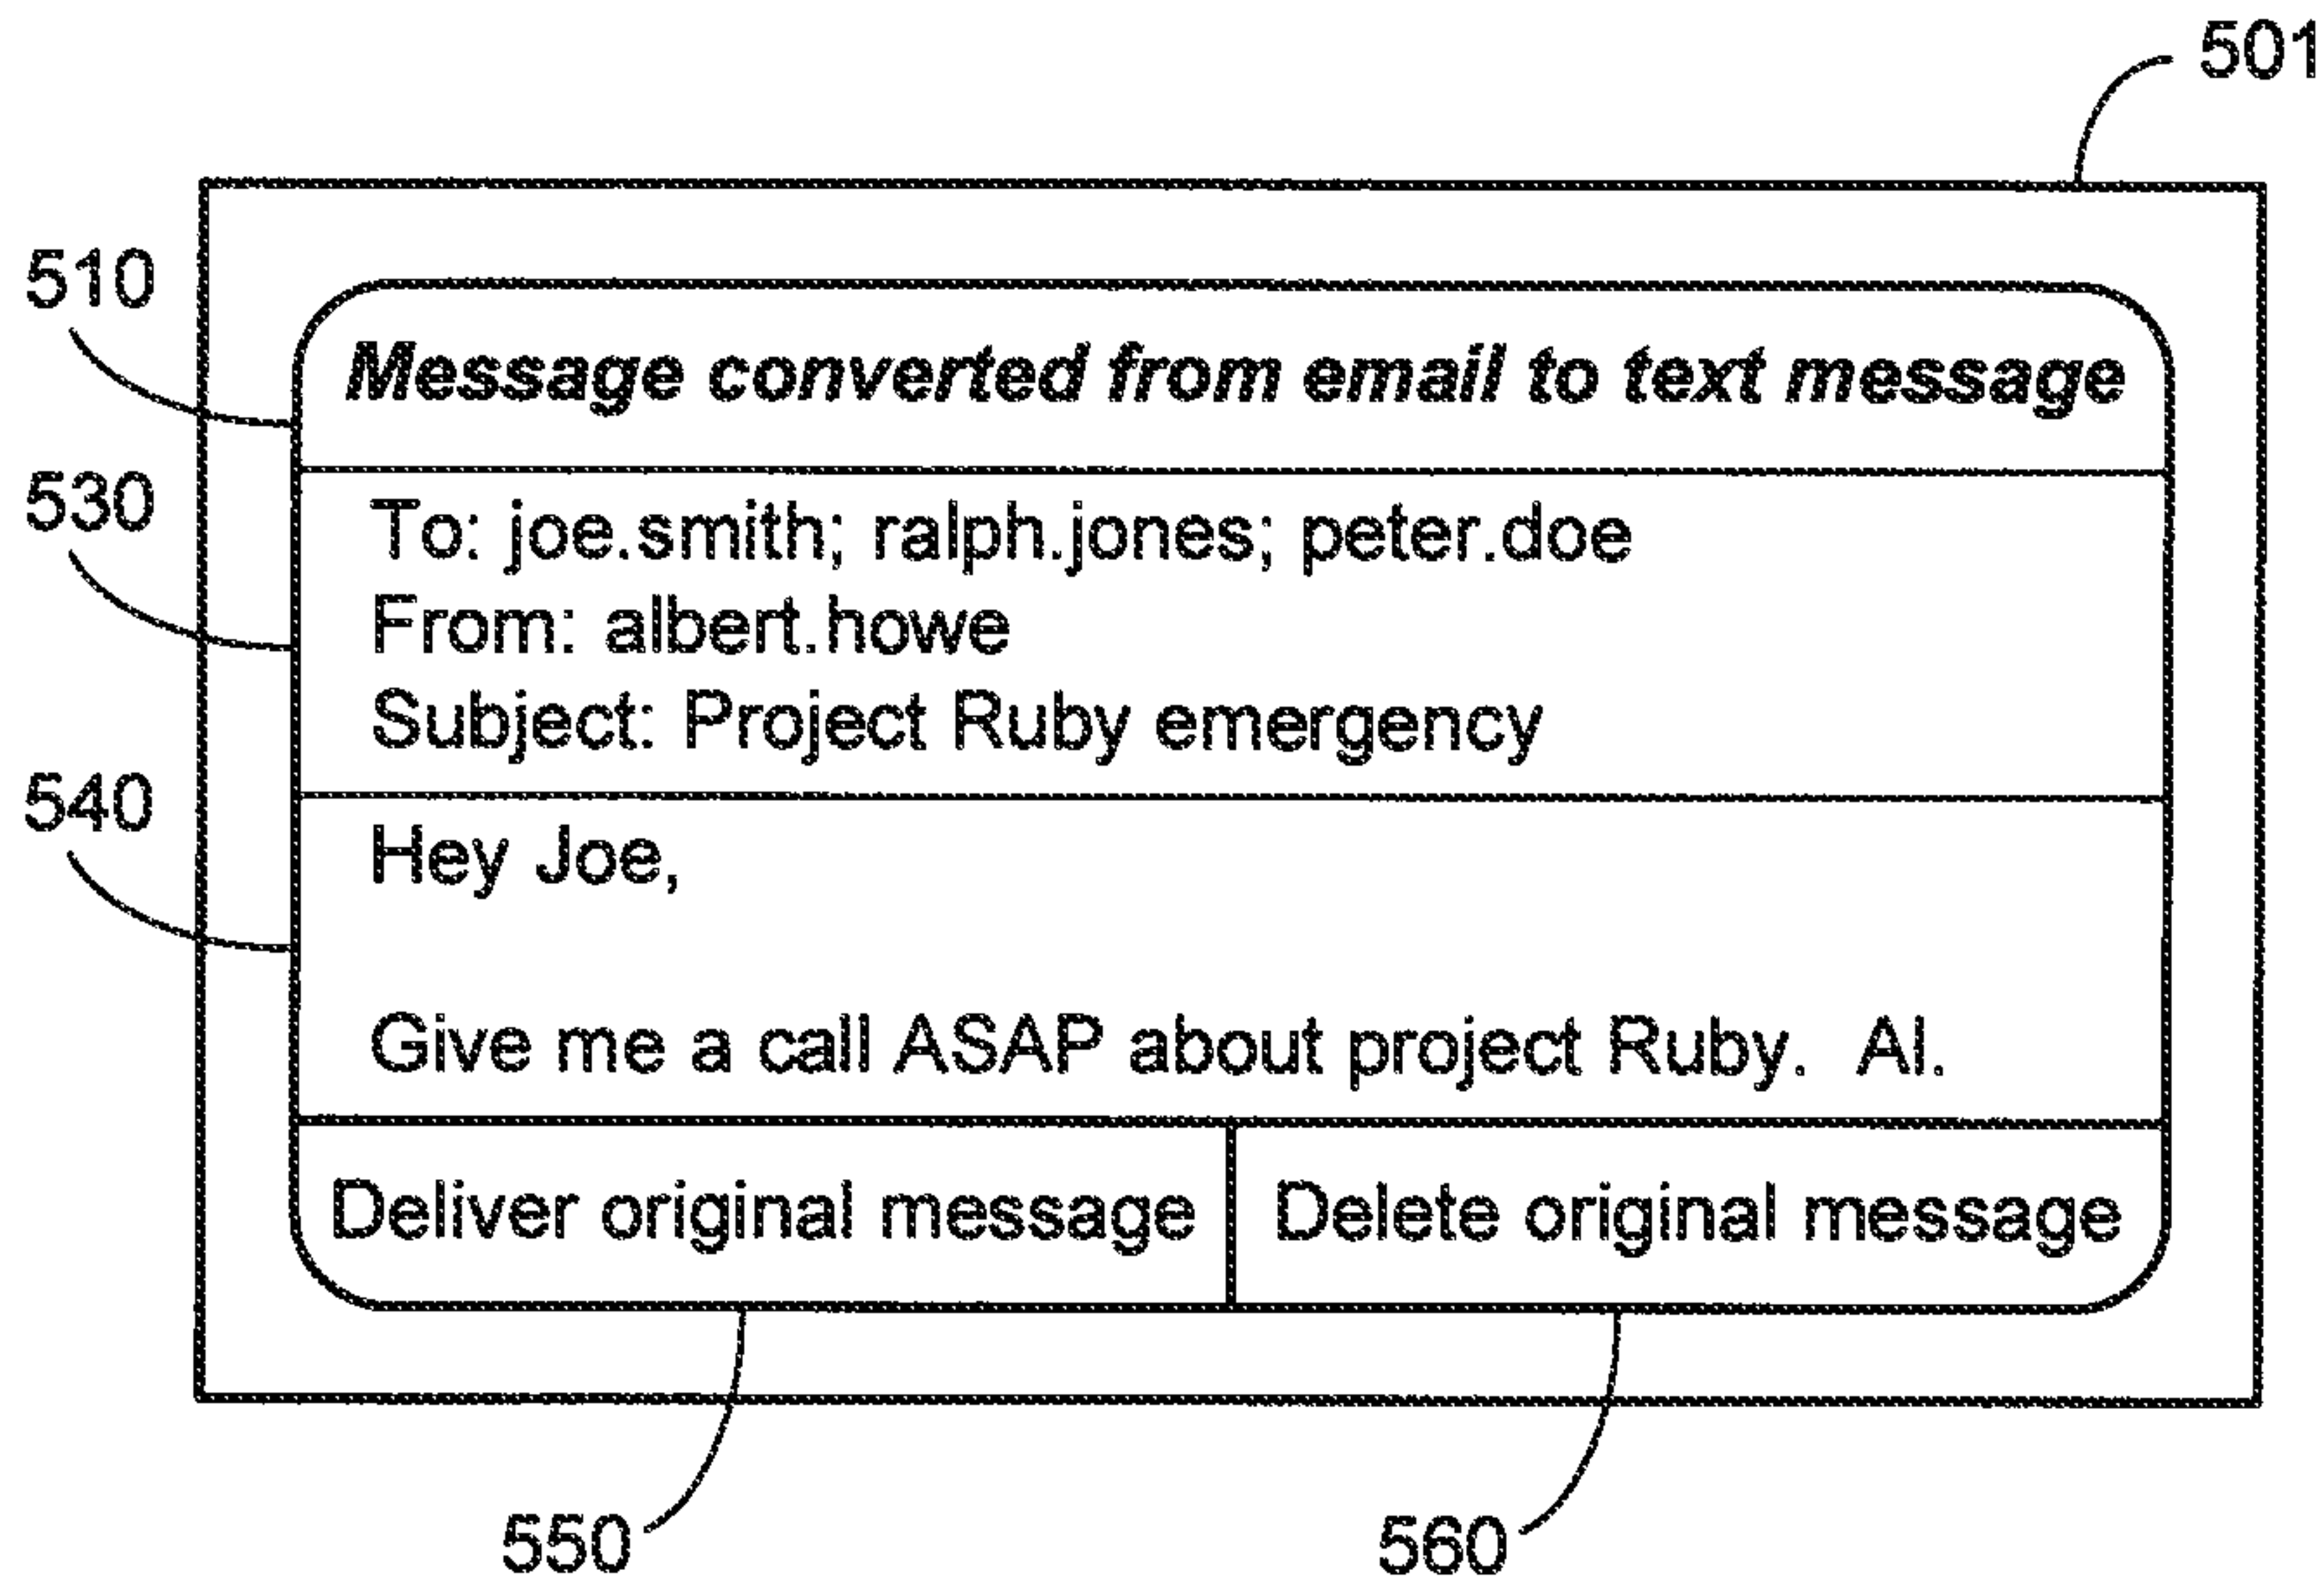 501
510
Message converted from email to text message
530
To: joe.smith; ralph.jones; peter.doe
From: albert.howe
Subject: Project Ruby emergency
540
Hey Joe,
Give me a call ASAP about project Ruby.  Al.
Deliver original message
Delete original message
550
560